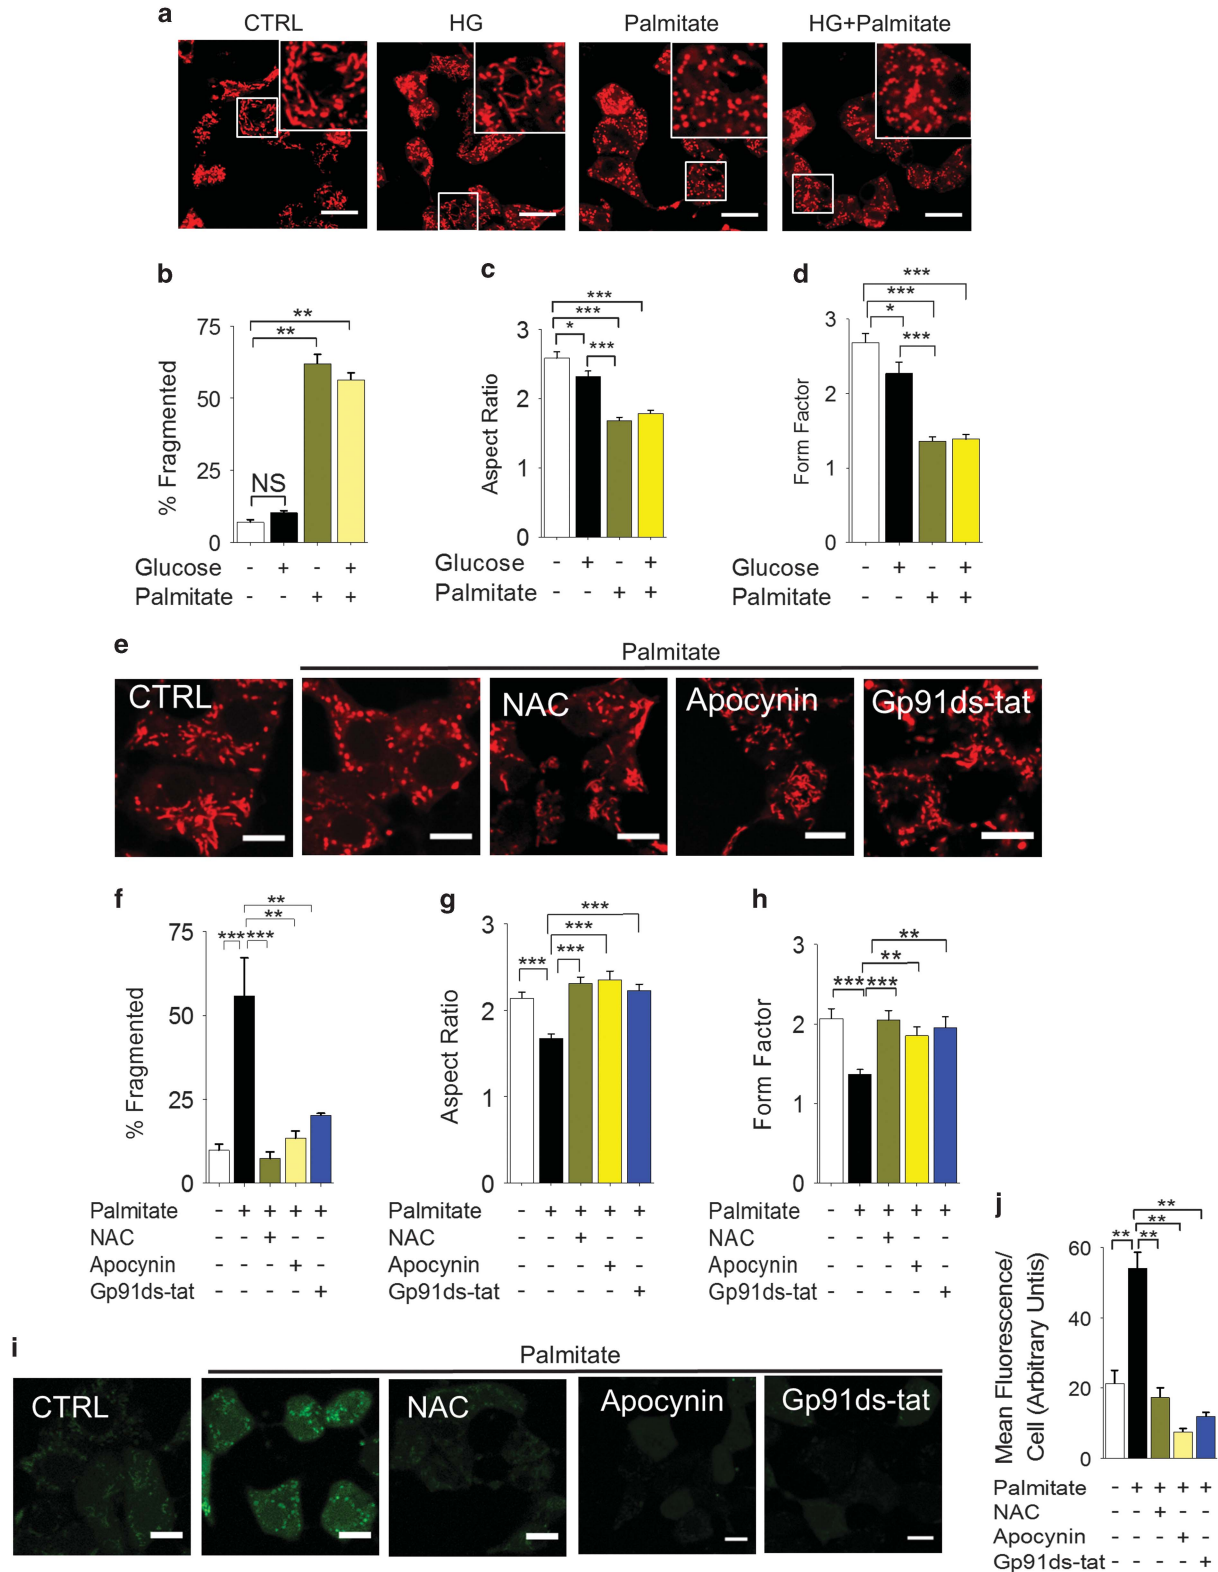 a
CTRL HG Palmitate HG+Palmitate
b
** 
**
75
50
25
0
NS
% Fragmented
Glucose - + - +
Palmitate - - + +
c
***
***
* ***
3
2
1
0
Aspect Ratio
Glucose - + - +
Palmitate - - + +
d
***
***
* ***
3
2
1
0
Form Factor
Glucose - + - +
Palmitate - - + +
e
Palmitate
CTRL NAC Apocynin Gp91ds-tat
f
**
**
*** ***
75
50
25
0
% Fragmented
Palmitate - + + + +
NAC - - + - -
Apocynin - - - + -
Gp91ds-tat - - - - +
g
***
***
*** ***
3
2
1
0
Aspect Ratio
Palmitate - + + + +
NAC - - + - -
Apocynin - - - + -
Gp91ds-tat - - - - +
h
**
**
*** ***
3
2
1
0
Form Factor
Palmitate - + + + +
NAC - - + - -
Apocynin - - - + -
Gp91ds-tat - - - - +
i
Palmitate
CTRL NAC Apocynin Gp91ds-tat
j
**
**
** **
60
40
20
0
Mean Fluorescence/
Cell (Arbitrary Untis)
Palmitate - + + + +
NAC - - + - -
Apocynin - - - + -
Gp91ds-tat - - - - +